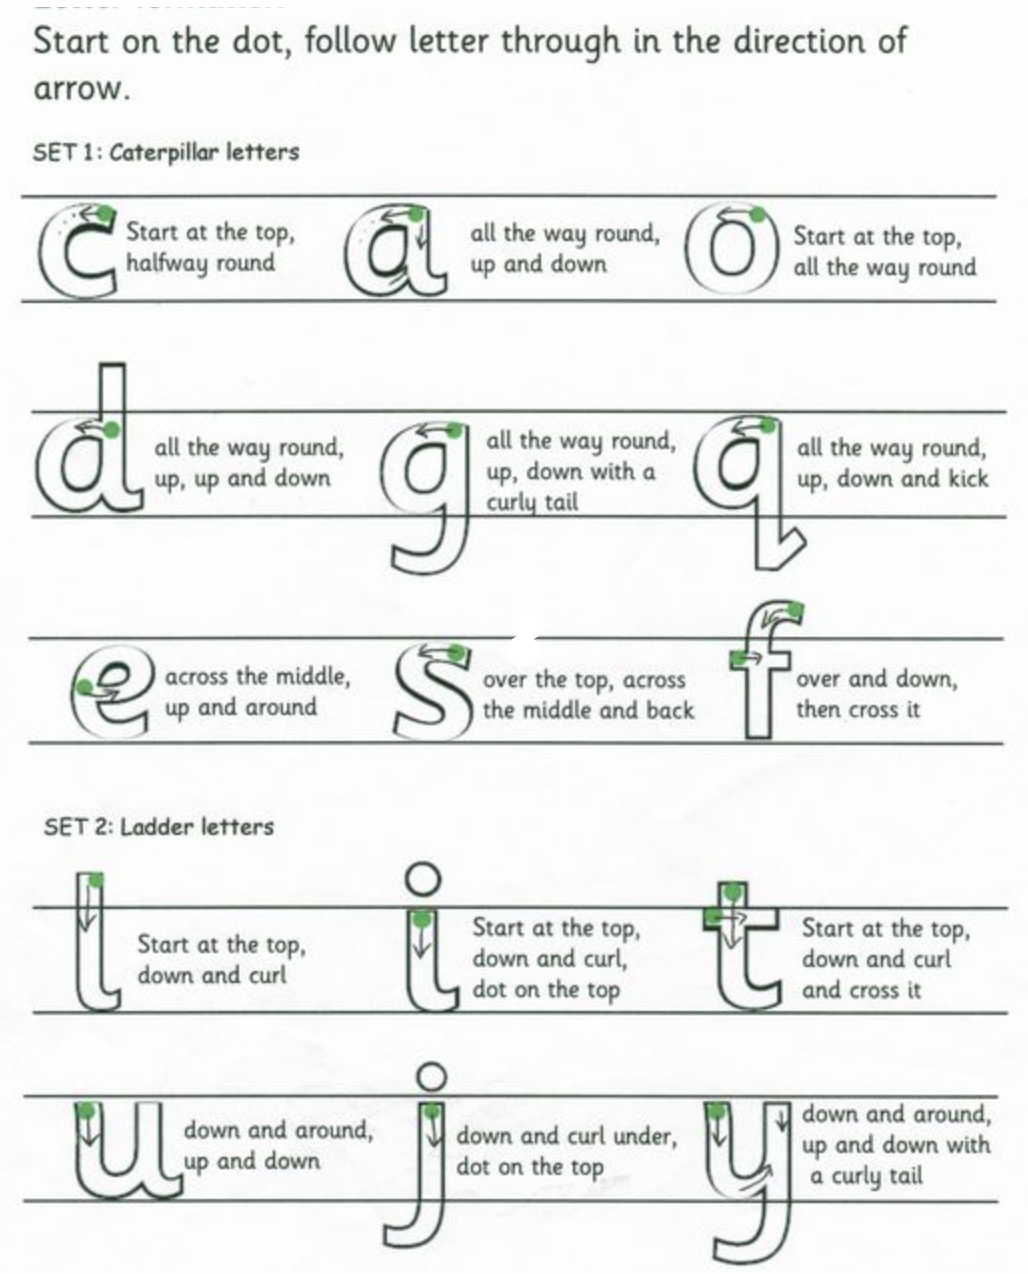 Start on the dot, follow letter through in the direction of
arrow.
SET 1: Caterpillar letters
c
Start at the top,
halfway round
a
all the way round,
up and down
o
Start at the top,
all the way round
d
all the way round,
up, up and down
g
all the way round,
up, down with a
curly tail
q
all the way round,
up, down and kick
e
across the middle,
up and around
s
over the top, across
the middle and back
f
over and down,
then cross it
SET 2: Ladder letters
l
Start at the top,
down and curl
i
Start at the top,
down and curl,
dot on the top
t
Start at the top,
down and curl
and cross it
u
down and around,
up and down
j
down and curl under,
dot on the top
y
down and around,
up and down with
a curly tail